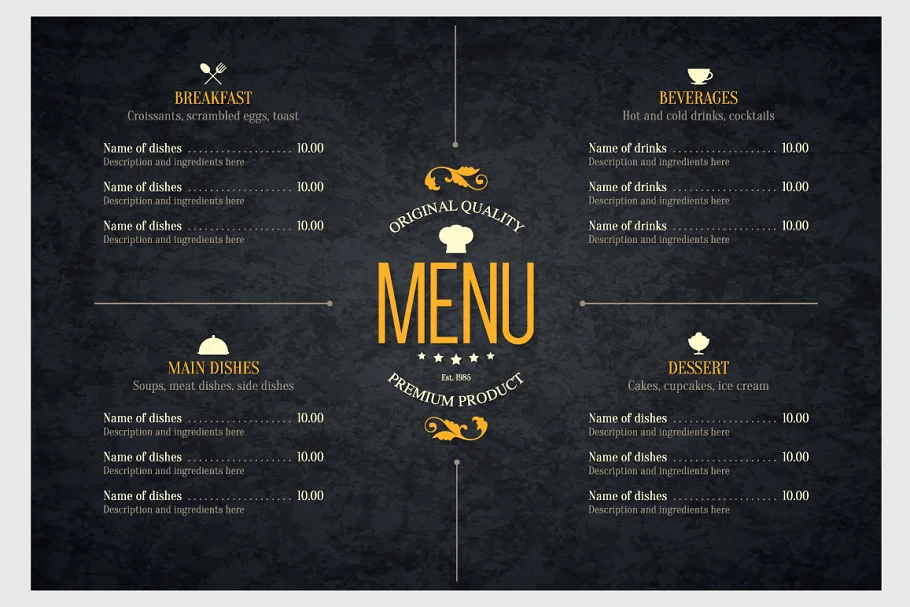 BREAKFAST
Croissants, scrambled eggs, toast
Name of dishes .................. 10.00
Description and ingredients here
Name of dishes .................. 10.00
Description and ingredients here
Name of dishes .................. 10.00
Description and ingredients here
BEVERAGES
Hot and cold drinks, cocktails
Name of drinks .................. 10.00
Description and ingredients here
Name of drinks .................. 10.00
Description and ingredients here
Name of drinks .................. 10.00
Description and ingredients here
ORIGINAL QUALITY
MENU
Est. 1985
PREMIUM PRODUCT
MAIN DISHES
Soups, meat dishes, side dishes
Name of dishes .................. 10.00
Description and ingredients here
Name of dishes .................. 10.00
Description and ingredients here
Name of dishes .................. 10.00
Description and ingredients here
DESSERT
Cakes, cupcakes, ice cream
Name of dishes .................. 10.00
Description and ingredients here
Name of dishes .................. 10.00
Description and ingredients here
Name of dishes .................. 10.00
Description and ingredients here